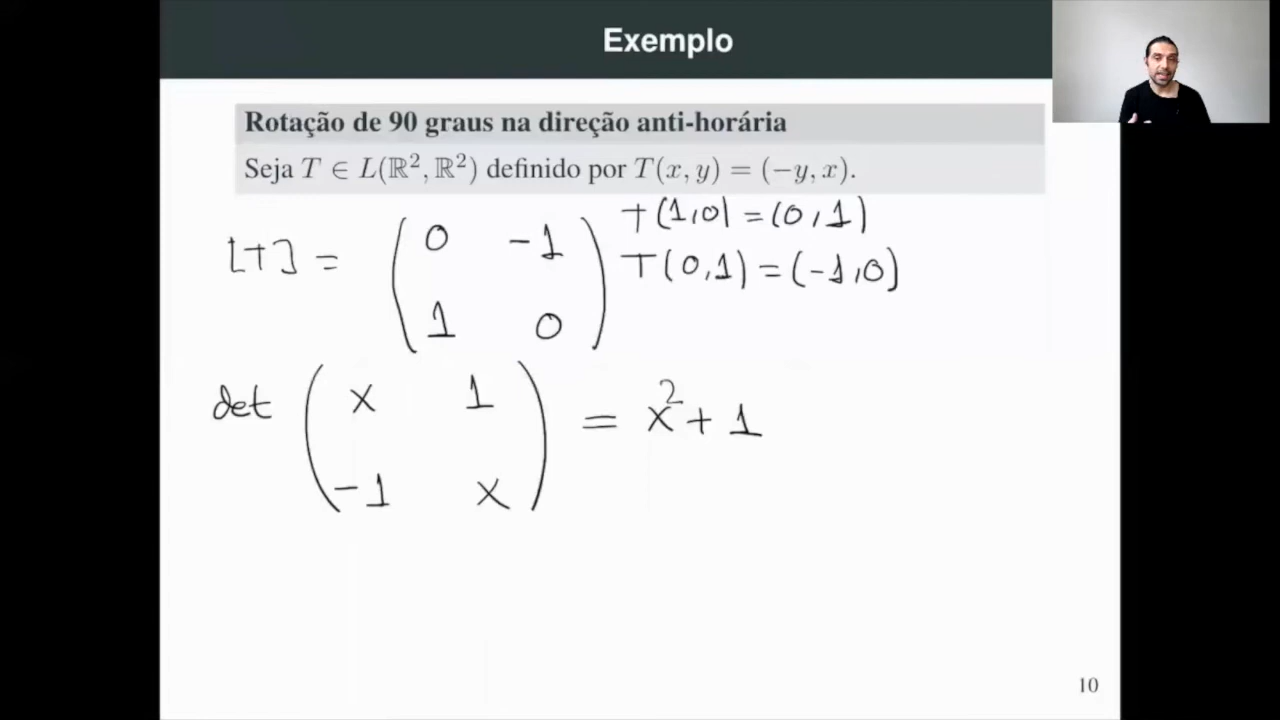 Exemplo
Rotação de 90 graus na direção anti-horária
Seja T ∈ L(ℝ², ℝ²) definido por T(x, y) = (−y, x).
T(1,0) = (0,1)
[T] = ( 0 -1
T(0,1) = (-1,0)
1 0 )
det ( x 1
= x² + 1
-1 x )
10